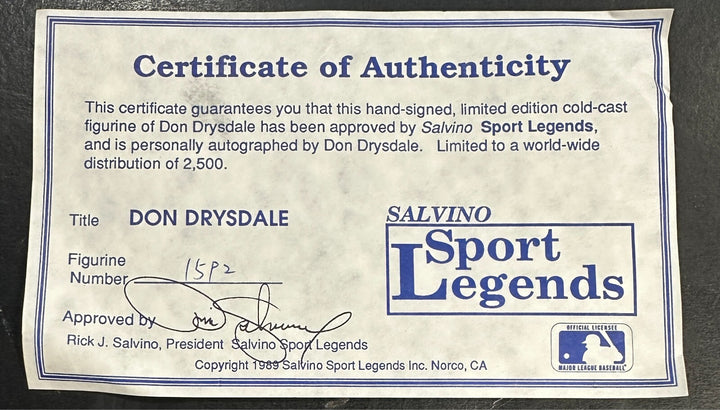 Certificate of Authenticity
This certificate guarantees you that this hand-signed, limited edition cold-cast
figurine of Don Drysdale has been approved by Salvino Sport Legends,
and is personally autographed by Don Drysdale. Limited to a world-wide
distribution of 2,500.
Title DON DRYSDALE
SALVINO
Sport
Legends
Figurine
Number
Approved by
Rick J. Salvino, President Salvino Sport Legends
Copyright 1989 Salvino Sport Legends Inc. Norco, CA
OFFICIAL LICENSEE
MAJOR LEAGUE BASEBALL